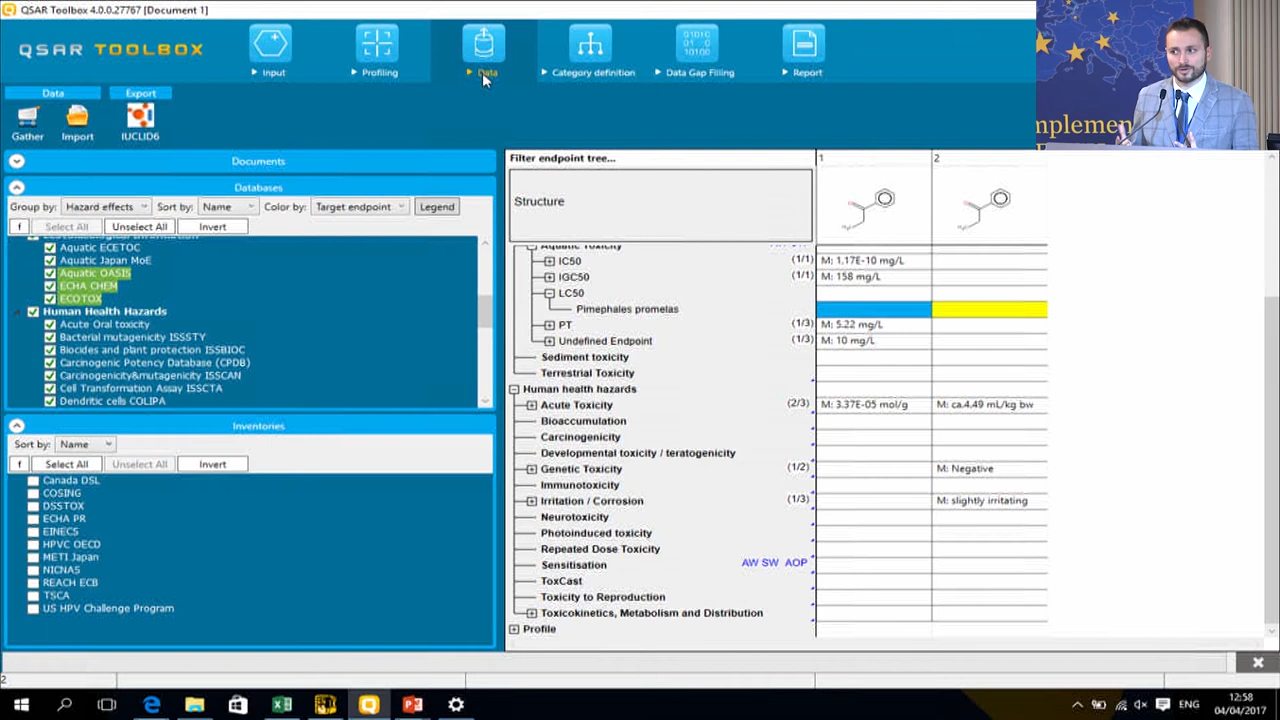 QSAR Toolbox 4.0.0.27767 [Document 1]
QSAR TOOLBOX
Input
Profiling
Data
Category definition
Data Gap Filling
Report
010101
01 0
10100
Data
Export
Gather
Import
IUCLID6
mplemen
Documents
Databases
Group by: Hazard effects Sort by: Name Color by: Target endpoint Legend
f Select All Unselect All Invert
Aquatic ECETOC
Aquatic Japan MoE
Aquatic OASIS
ECHA CHEM
ECOTOX
Human Health Hazards
Acute Oral toxicity
Bacterial mutagenicity ISSSTY
Biocides and plant protection ISSBIOC
Carcinogenic Potency Database (CPDB)
Carcinogenicity&mutagenicity ISSCAN
Cell Transformation Assay ISSCTA
Dendritic cells COLIPA
Inventories
Sort by: Name
f Select All Unselect All Invert
Canada DSL
COSING
DSSTOX
ECHA PR
EINECS
HPVC OECD
METI Japan
NICNAS
REACH ECB
TSCA
US HPV Challenge Program
Filter endpoint tree... 1 2
Structure
Aquatic Toxicity
IC50 (1/1) M: 1.17E-10 mg/L
IGC50 (1/1) M: 158 mg/L
LC50
Pimephales promelas
PT (1/3) M: 5.22 mg/L
Undefined Endpoint (1/3) M: 10 mg/L
Sediment toxicity
Terrestrial Toxicity
Human health hazards
Acute Toxicity (2/3) M: 3.37E-05 mol/g M: ca.4.49 mL/kg bw
Bioaccumulation
Carcinogenicity
Developmental toxicity / teratogenicity
Genetic Toxicity (1/2) M: Negative
Immunotoxicity
Irritation / Corrosion (1/3) M: slightly irritating
Neurotoxicity
Photoinduced toxicity
Repeated Dose Toxicity
Sensitisation AW SW AOP
ToxCast
Toxicity to Reproduction
Toxicokinetics, Metabolism and Distribution
Profile
2
ENG
12:58
04/04/2017